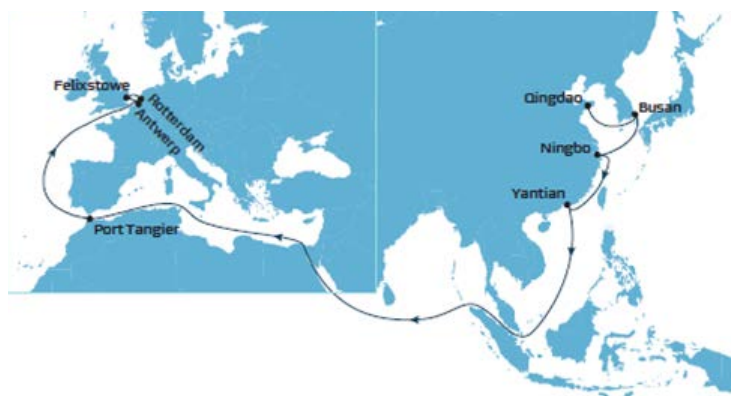 Felixstowe
Rotterdam
Antwerp
Port Tangier
Qingdao
Busan
Ningbo
Yantian